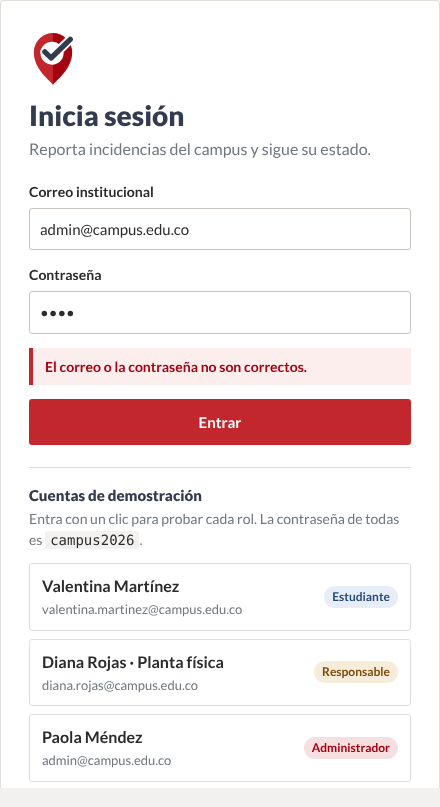 Inicia sesión
Reporta incidencias del campus y sigue su estado.
Correo institucional
admin@campus.edu.co
Contraseña
••••
El correo o la contraseña no son correctos.
Entrar
Cuentas de demostración
Entra con un clic para probar cada rol. La contraseña de todas
es campus2026.
Valentina Martínez
valentina.martinez@campus.edu.co
Estudiante
Diana Rojas · Planta física
diana.rojas@campus.edu.co
Responsable
Paola Méndez
admin@campus.edu.co
Administrador